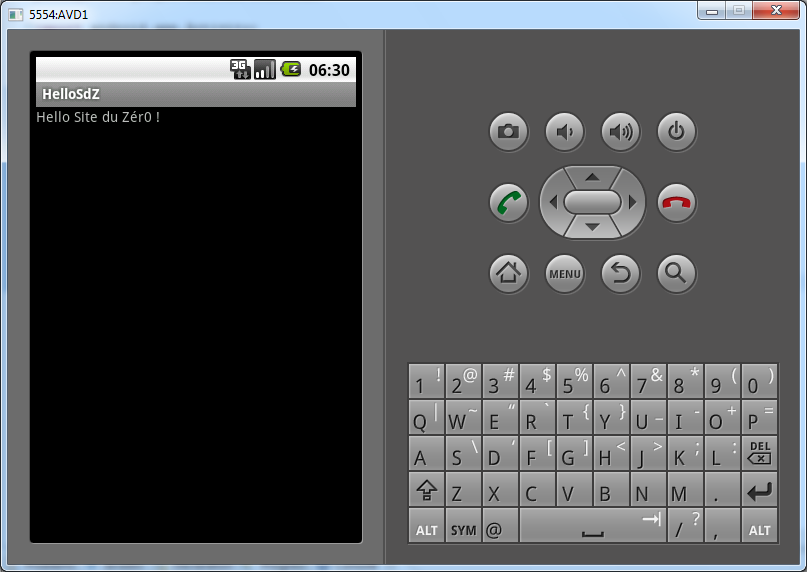 5554:AVD1
3G 06:30
HelloSdZ
Hello Site du Zér0 !
MENU
1 ! 2 @ 3 # 4 $ 5 % 6 ^ 7 & 8 * 9 ( 0 )
Q | W ~ E “ R ` T { Y } U _ I - O + P =
A S \ D ‘ F [ G ] H < J > K ; L : DEL
Z X C V B N M .
ALT SYM @ / ? , ALT